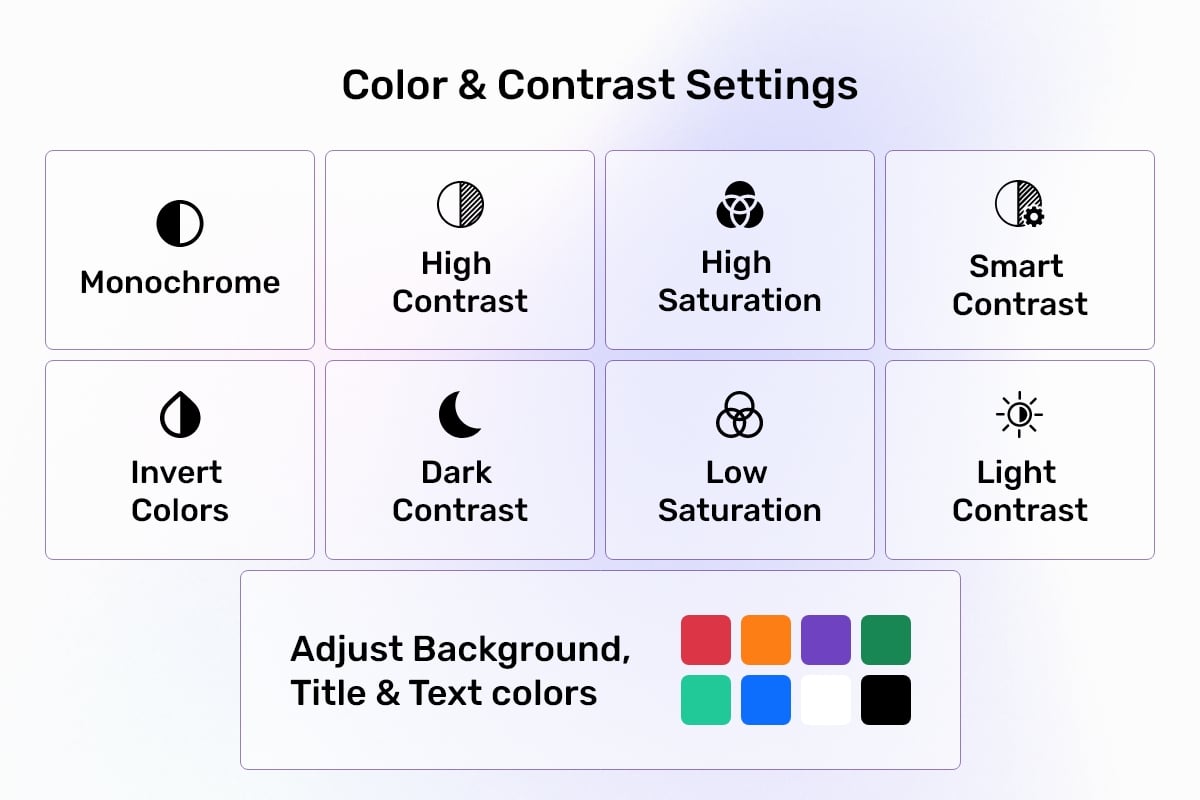 Color & Contrast Settings
Monochrome
High
Contrast
High
Saturation
Smart
Contrast
Invert
Colors
Dark
Contrast
Low
Saturation
Light
Contrast
Adjust Background,
Title & Text colors